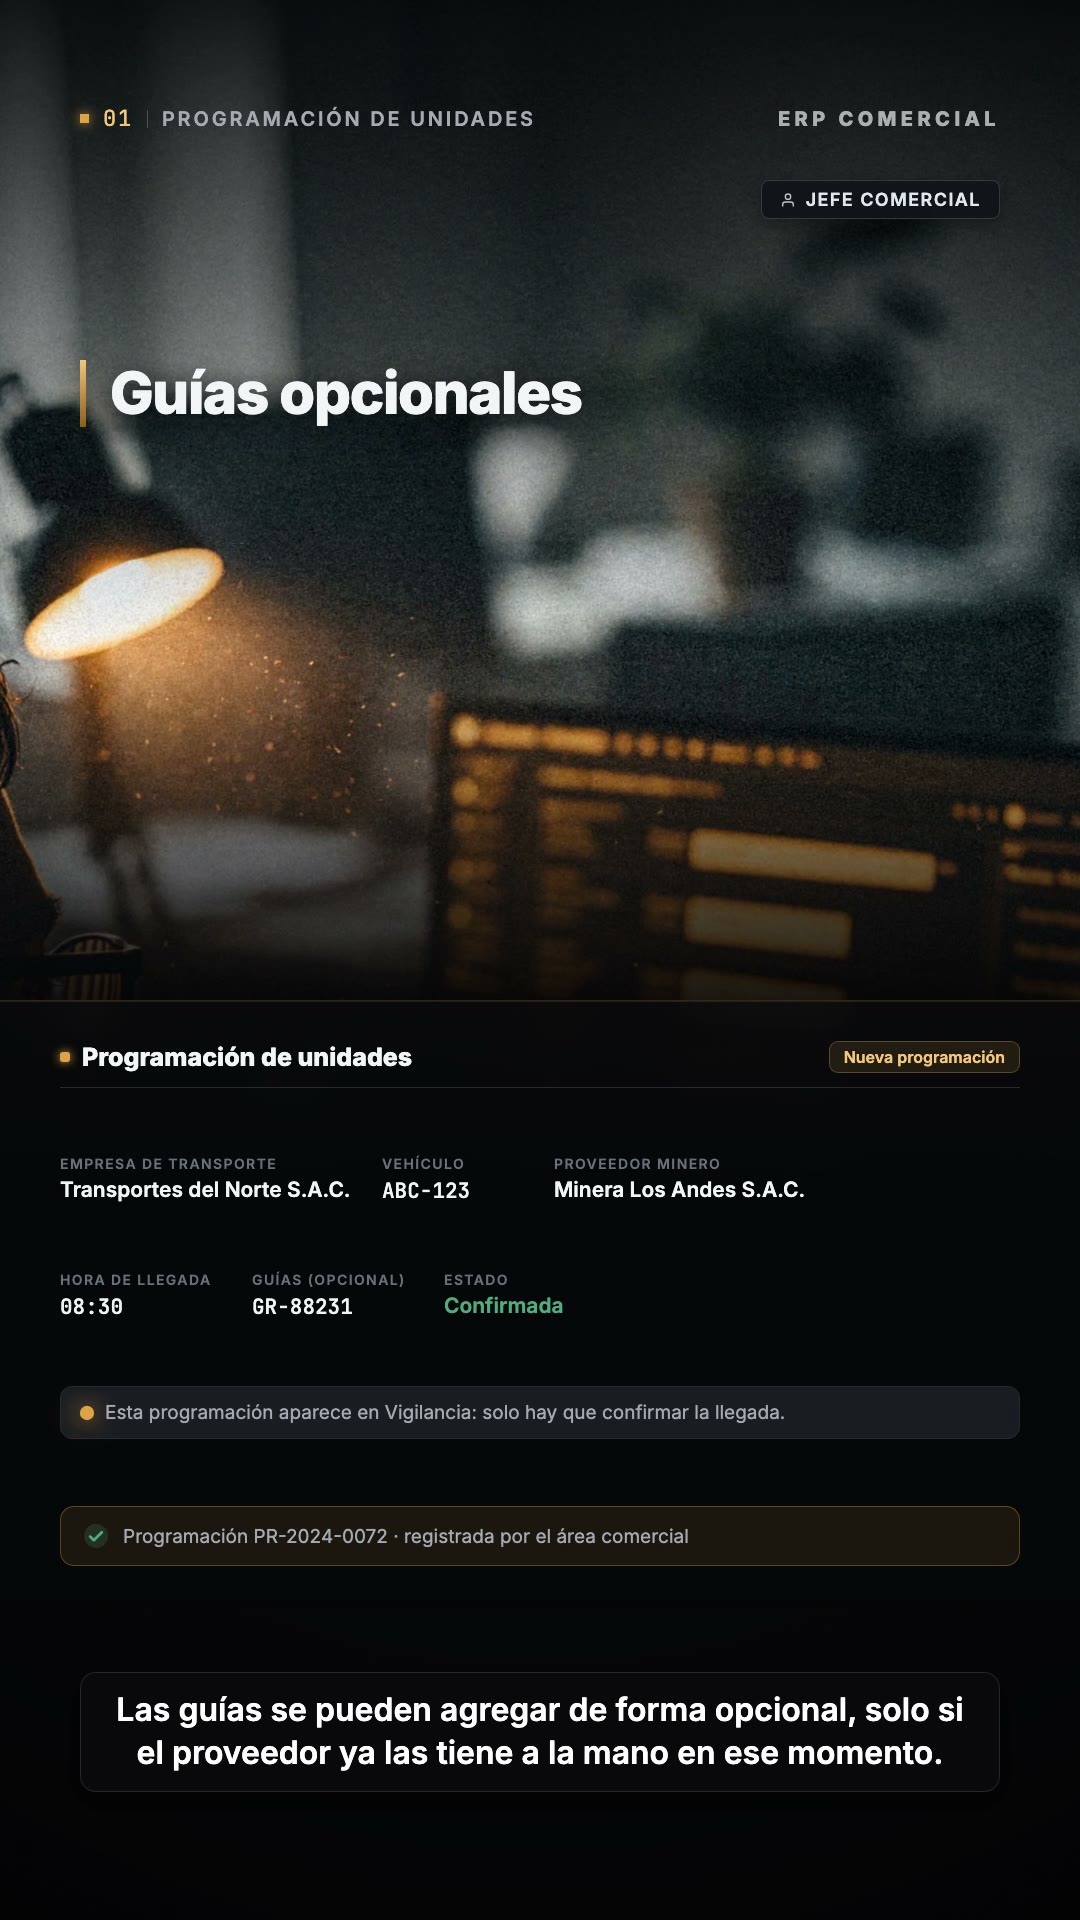 01 PROGRAMACIÓN DE UNIDADES
ERP COMERCIAL
JEFE COMERCIAL
Guías opcionales
Programación de unidades
Nueva programación
EMPRESA DE TRANSPORTE VEHÍCULO PROVEEDOR MINERO
Transportes del Norte S.A.C. ABC-123 Minera Los Andes S.A.C.
HORA DE LLEGADA GUÍAS (OPCIONAL) ESTADO
08:30 GR-88231 Confirmada
Esta programación aparece en Vigilancia: solo hay que confirmar la llegada.
Programación PR-2024-0072 · registrada por el área comercial
Las guías se pueden agregar de forma opcional, solo si
el proveedor ya las tiene a la mano en ese momento.